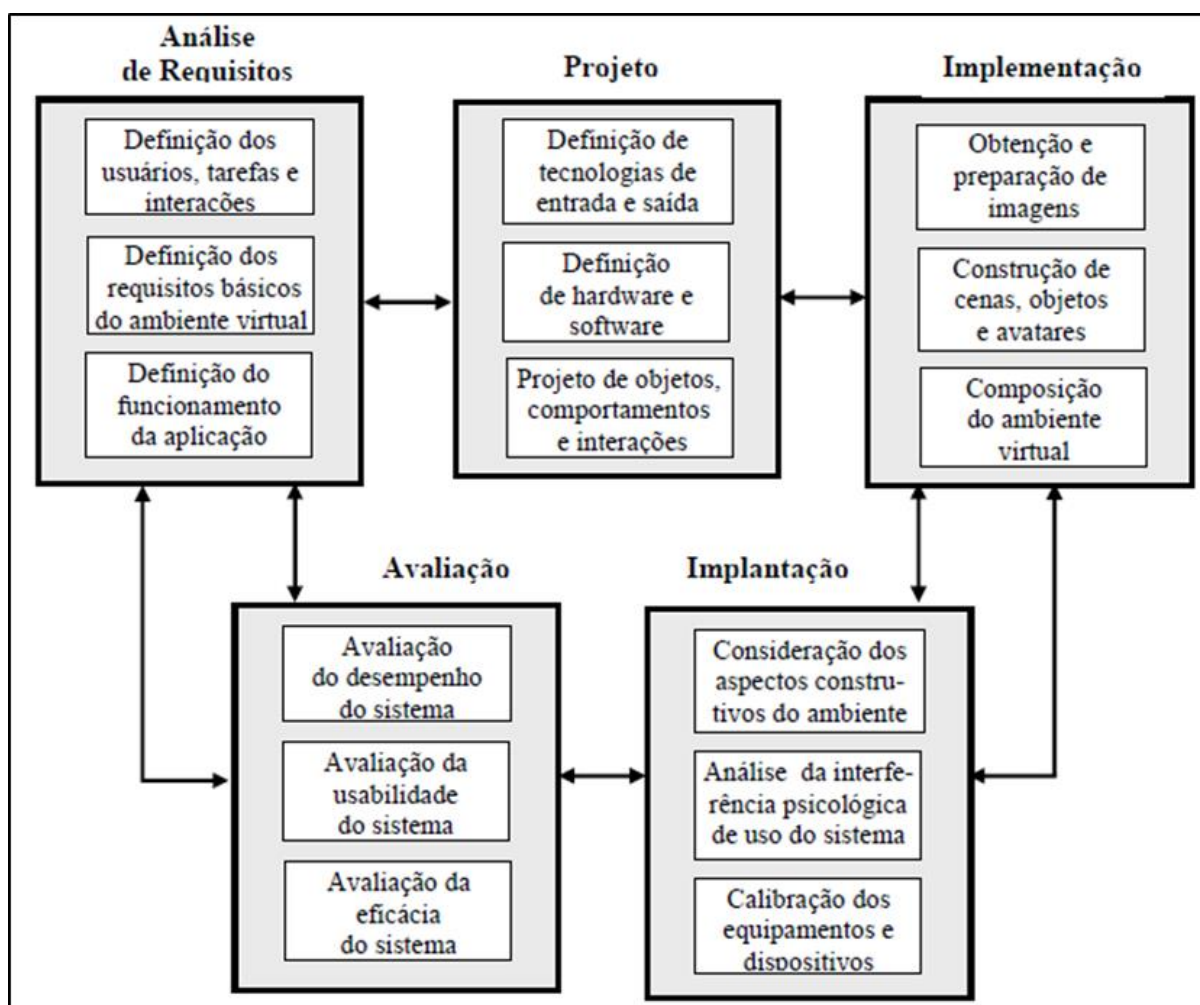 Análise
de Requisitos
Definição dos
usuários, tarefas e
interações
Definição dos
requisitos básicos
do ambiente virtual
Definição do
funcionamento
da aplicação
Projeto
Definição de
tecnologias de
entrada e saída
Definição
de hardware e
software
Projeto de objetos,
comportamentos
e interações
Implementação
Obtenção e
preparação de
imagens
Construção de
cenas, objetos
e avatares
Composição
do ambiente
virtual
Avaliação
Avaliação
do desempenho
do sistema
Avaliação da
usabilidade
do sistema
Avaliação da
eficácia
do sistema
Implantação
Consideração dos
aspectos constru-
tivos do ambiente
Análise da interfe-
rência psicológica
de uso do sistema
Calibração dos
equipamentos e
dispositivos